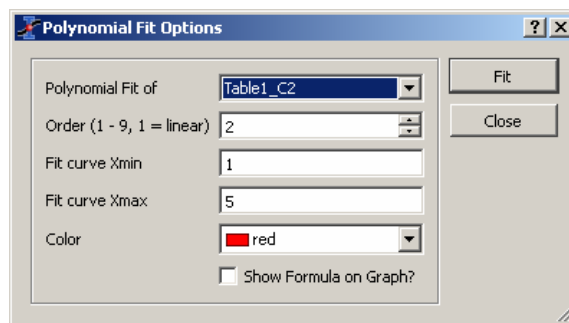 Polynomial Fit Options
Polynomial Fit of Table1_C2
Order (1 - 9, 1 = linear) 2
Fit curve Xmin 1
Fit curve Xmax 5
Color red
Show Formula on Graph?
Fit
Close